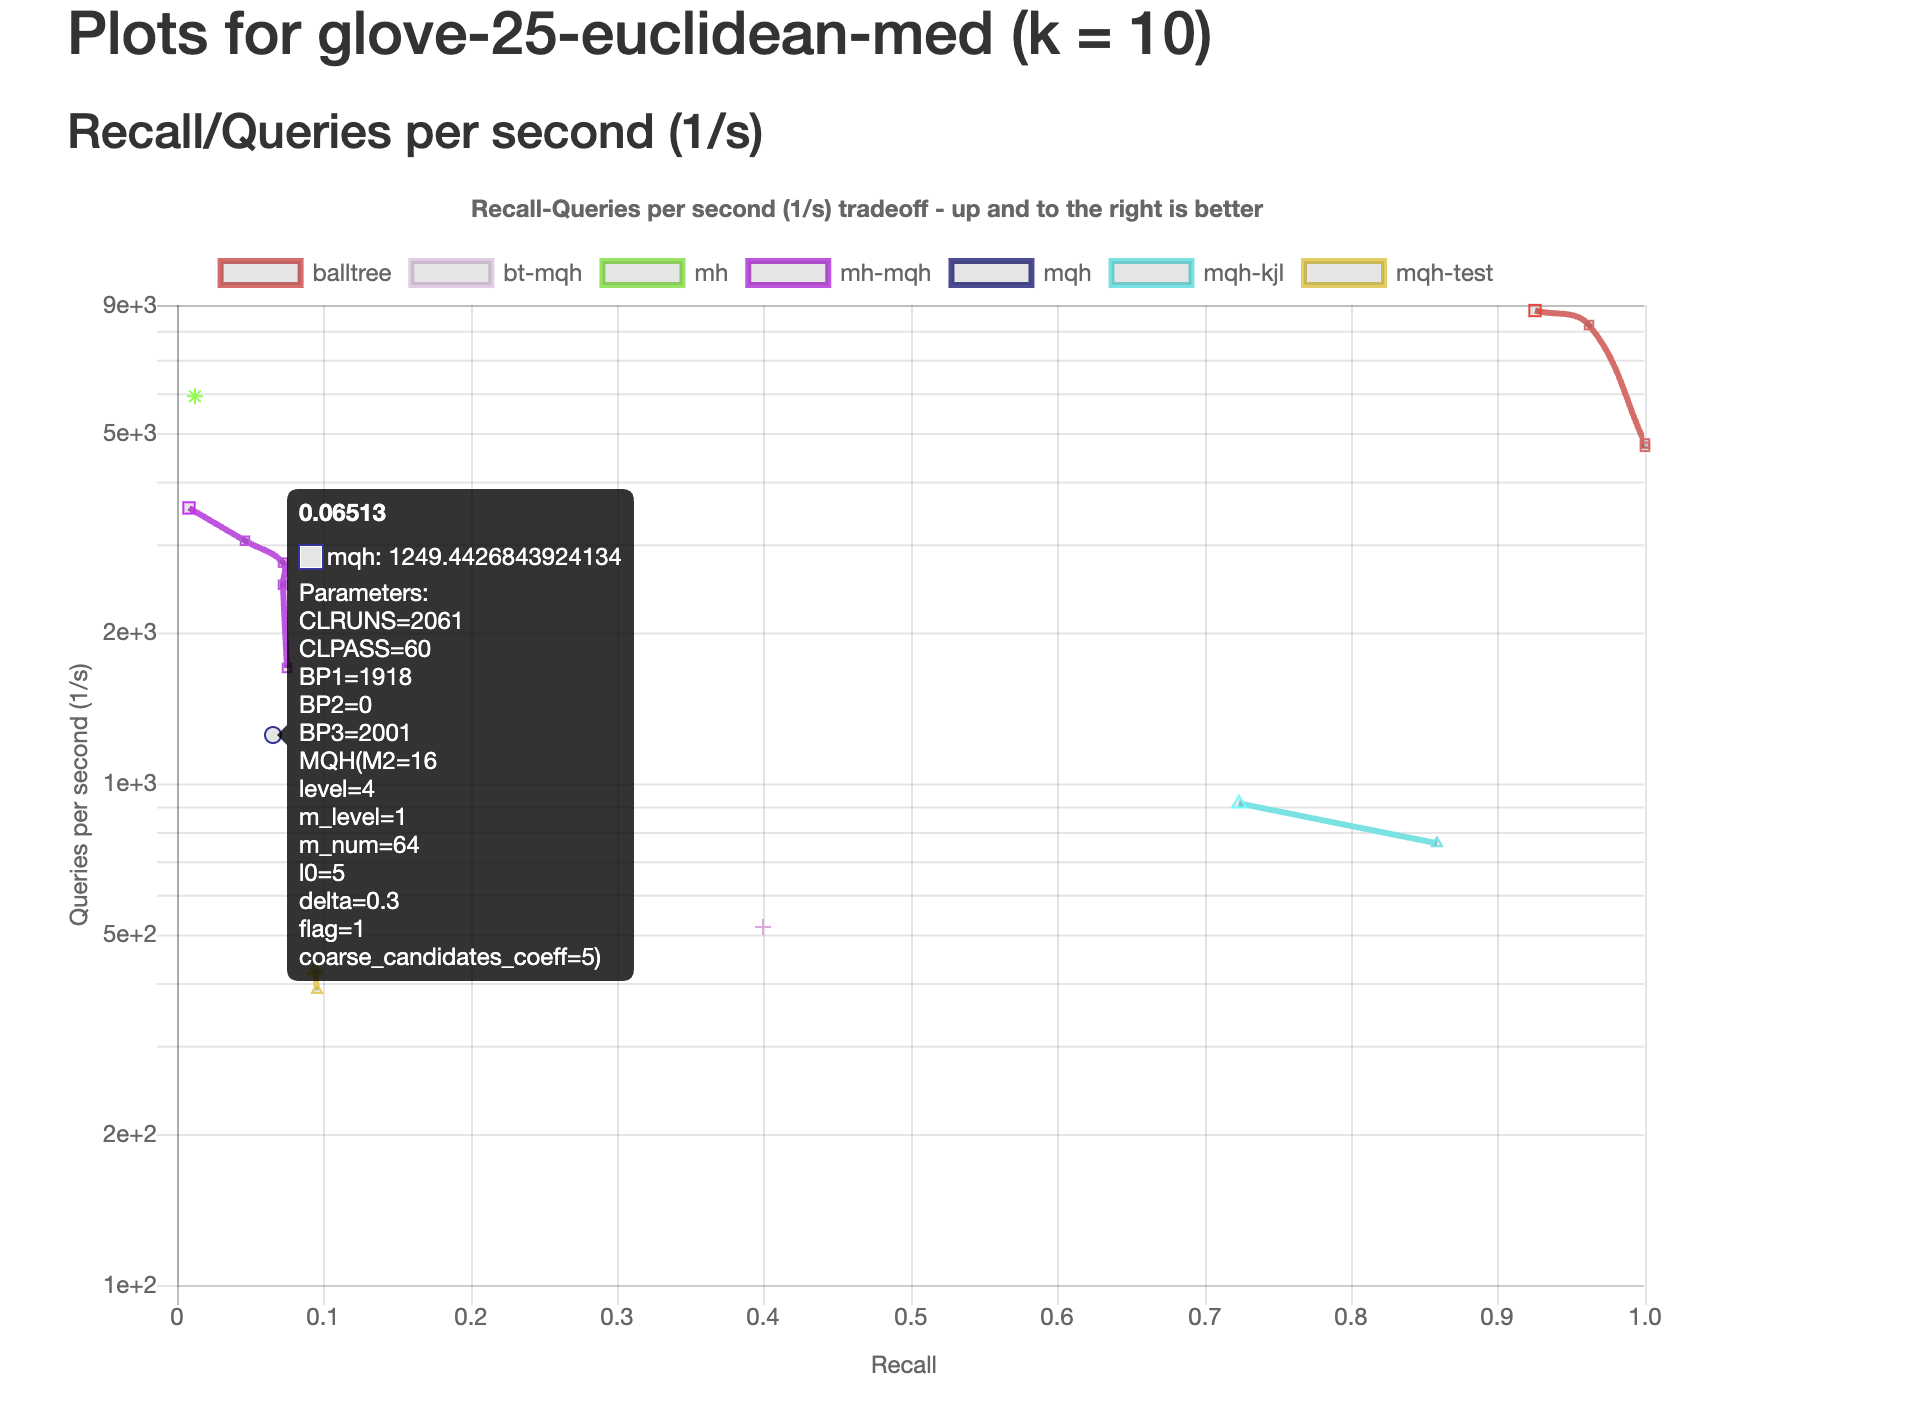 Plots for glove-25-euclidean-med (k = 10)
Recall/Queries per second (1/s)
Recall-Queries per second (1/s) tradeoff - up and to the right is better
balltree bt-mqh mh mh-mqh mqh mqh-kjl mqh-test
9e+3
5e+3
2e+3
1e+3
5e+2
2e+2
1e+2
Queries per second (1/s)
0.06513
mqh: 1249.4426843924134
Parameters:
CLRUNS=2061
CLPASS=60
BP1=1918
BP2=0
BP3=2001
MQH(M2=16
level=4
m_level=1
m_num=64
l0=5
delta=0.3
flag=1
coarse_candidates_coeff=5)
0 0.1 0.2 0.3 0.4 0.5 0.6 0.7 0.8 0.9 1.0
Recall